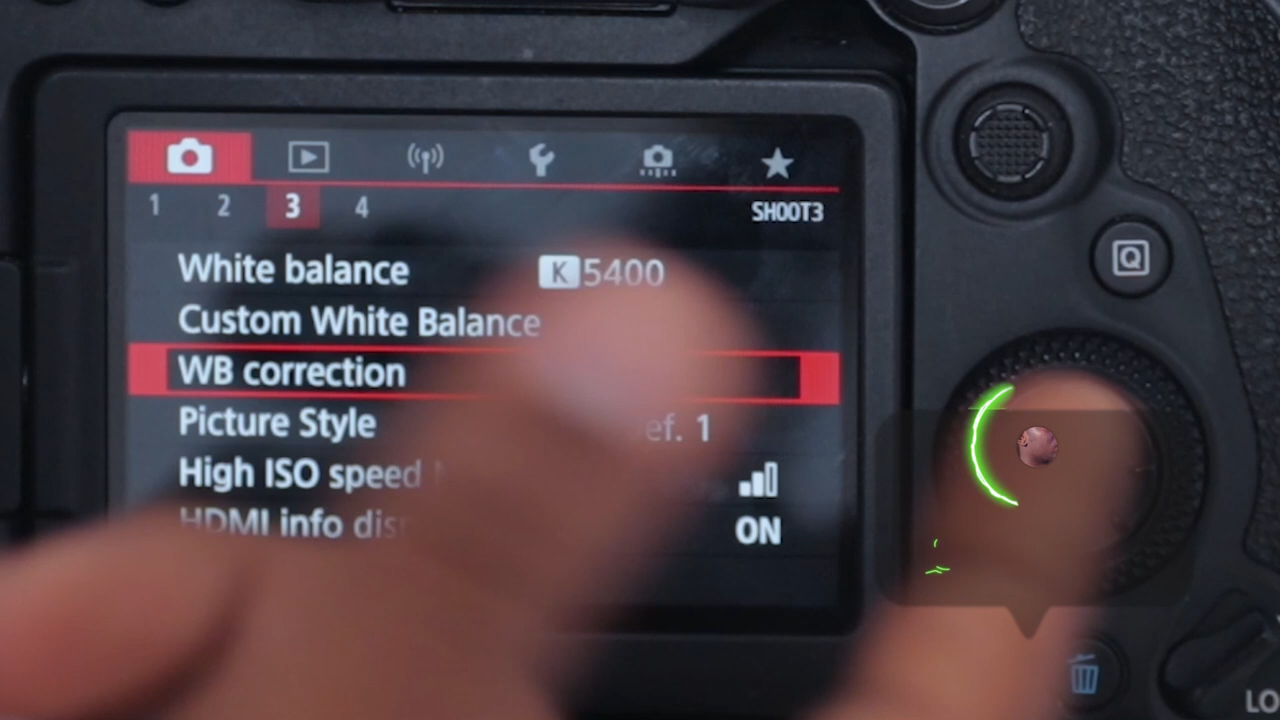 1 2 3 4 SHOOT3
White balance K 5400
Custom White Balance
WB correction
Picture Style ef. 1
High ISO speed
HDMI info dis ON
Q
LO